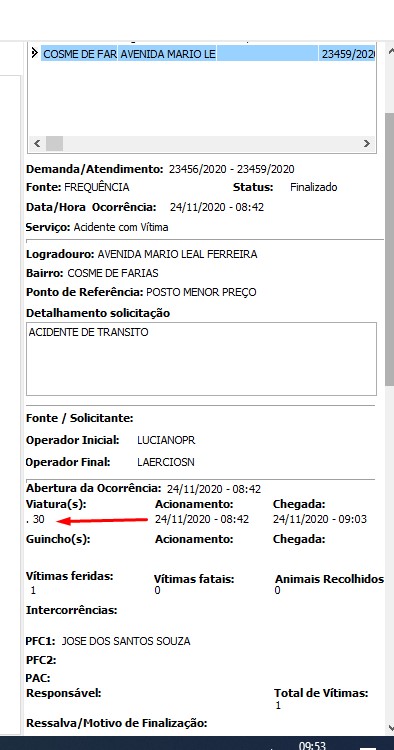 COSME DE FAR AVENIDA MARIO LE 23459/2020
Demanda/Atendimento: 23456/2020 - 23459/2020
Fonte: FREQUÊNCIA Status: Finalizado
Data/Hora Ocorrência: 24/11/2020 - 08:42
Serviço: Acidente com Vítima
Logradouro: AVENIDA MARIO LEAL FERREIRA
Bairro: COSME DE FARIAS
Ponto de Referência: POSTO MENOR PREÇO
Detalhamento solicitação
ACIDENTE DE TRANSITO
Fonte / Solicitante:
Operador Inicial: LUCIANOPR
Operador Final: LAERCIOSN
Abertura da Ocorrência: 24/11/2020 - 08:42
Viatura(s): Acionamento: Chegada:
. 30 24/11/2020 - 08:42 24/11/2020 - 09:03
Guincho(s): Acionamento: Chegada:
Vítimas feridas: Vítimas fatais: Animais Recolhidos
1 0 0
Intercorrências:
PFC1: JOSE DOS SANTOS SOUZA
PFC2:
PAC:
Responsável: Total de Vítimas:
1
Ressalva/Motivo de Finalização:
09:53